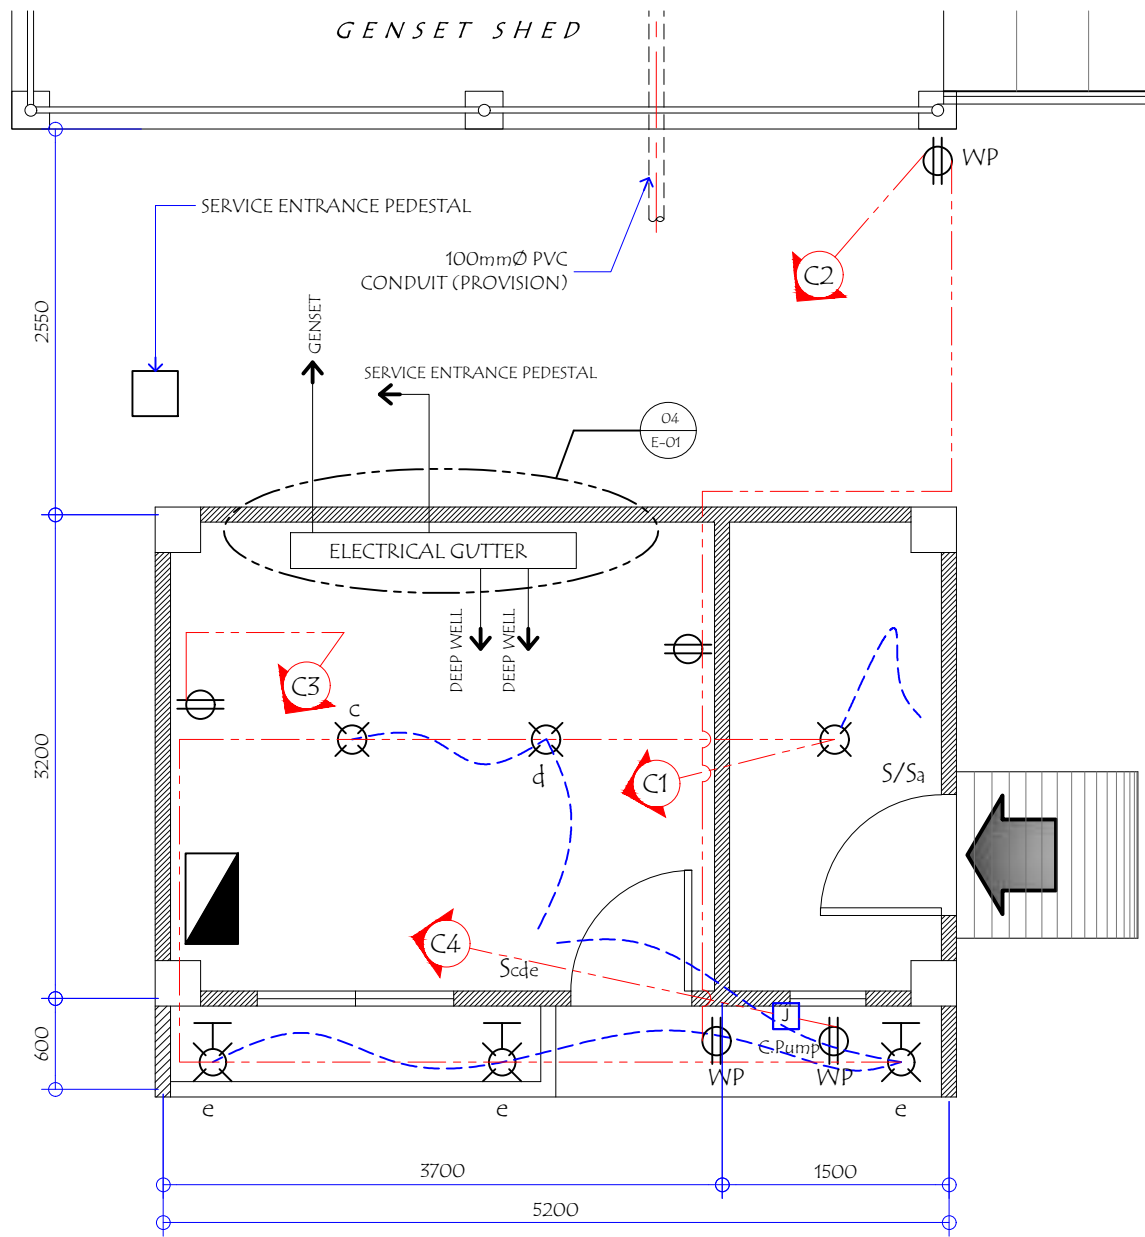 GENSET SHED
WP
SERVICE ENTRANCE PEDESTAL
100mmØ PVC
CONDUIT (PROVISION)
C2
2550
GENSET
SERVICE ENTRANCE PEDESTAL
04
E-01
ELECTRICAL GUTTER
DEEP WELL
DEEP WELL
C3
c
d
C1
S/Sa
3200
C4
Scde
J
C.Pump
600
WP
WP
e
e
e
3700
1500
5200